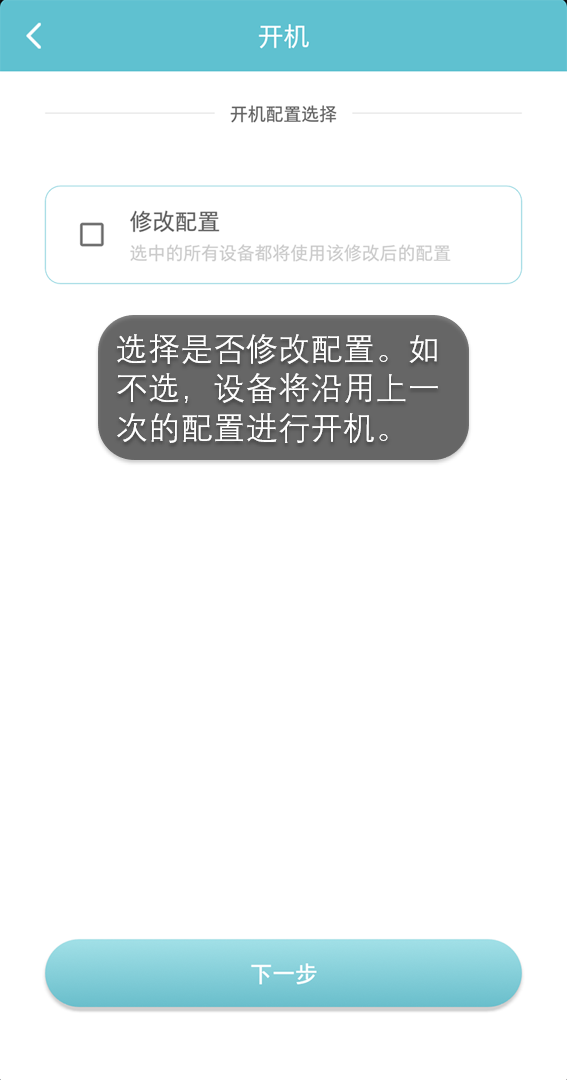 开机
开机配置选择
修改配置
选中的所有设备都将使用该修改后的配置
选择是否修改配置。如
不选，设备将沿用上一
次的配置进行开机。
下一步